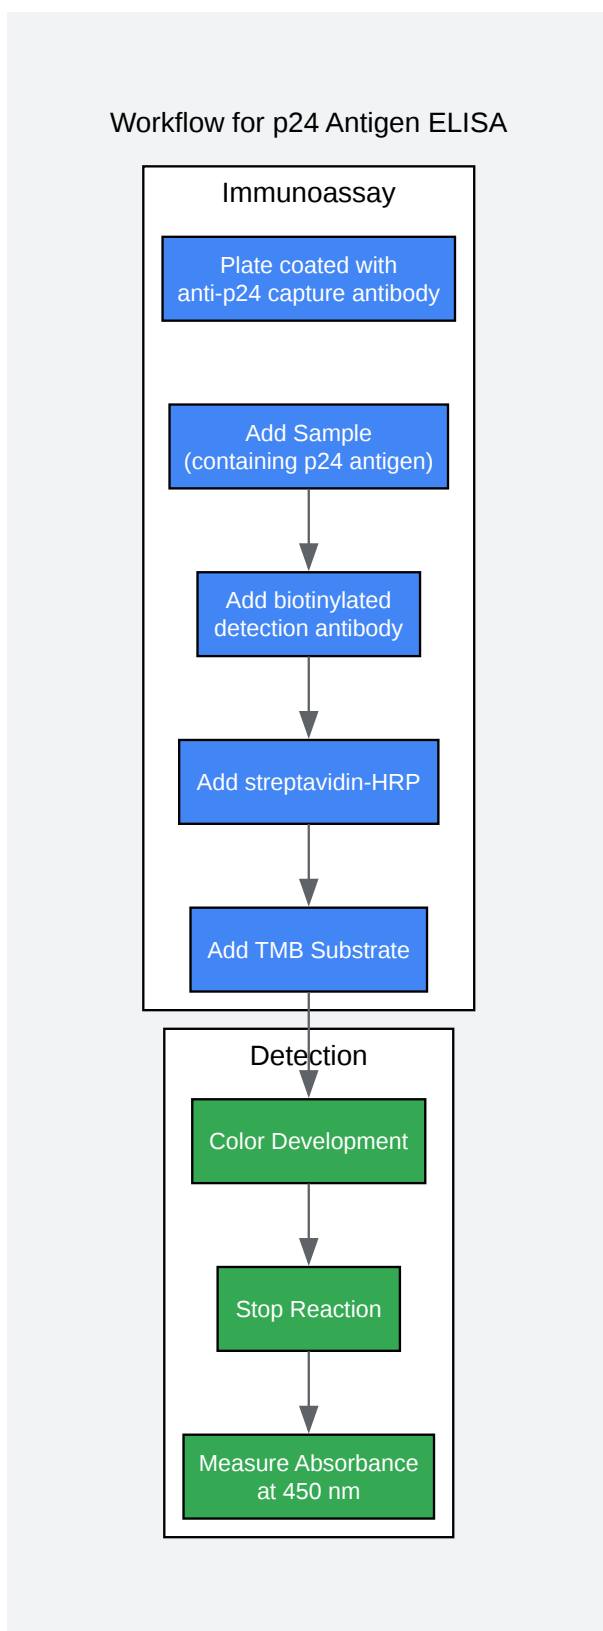 Workflow for p24 Antigen ELISA
Immunoassay
Plate coated with
anti-p24 capture antibody
Add Sample
(containing p24 antigen)
Add biotinylated
detection antibody
Add streptavidin-HRP
Add TMB Substrate
Detection
Color Development
Stop Reaction
Measure Absorbance
at 450 nm